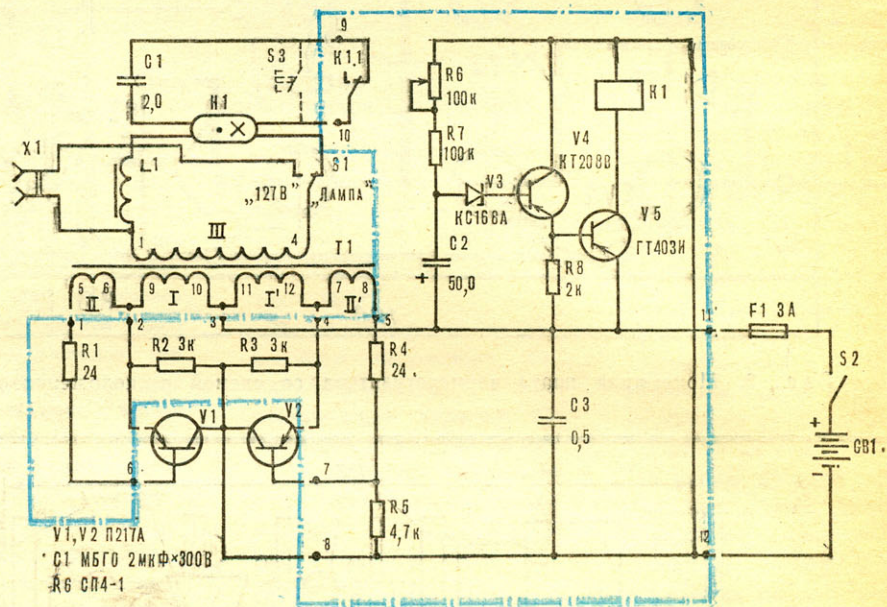 9
C1
2,0
S3
K1.1
H1
10
X1
L1
S1
„127В"
„Лампа"
III
1
4
T1
R6
100к
R7
100к
V3
КС168А
V4
КТ208В
K1
V5
ГТ403И
C2
+
50,0
R8
2к
5
6
9
10
11
12
7
8
II
I
I'
II'
1
2
3
4
5
11
F1 3А
S2
R1
24
R2 3к
R3 3к
R4
24
V1
V2
6
7
C3
0,5
+
GB1
-
R5
4,7к
8
12
V1, V2 П217А
C1 МБГО 2мкФ×300В
R6 СП4-1